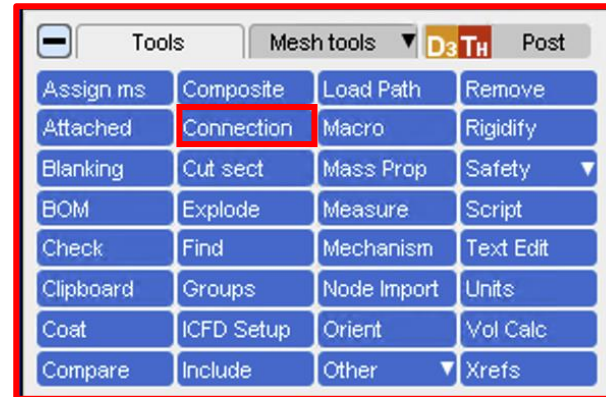 Tools Mesh tools D3 TH Post
Assign ms Composite Load Path Remove
Attached Connection Macro Rigidify
Blanking Cut sect Mass Prop Safety
BOM Explode Measure Script
Check Find Mechanism Text Edit
Clipboard Groups Node Import Units
Coat ICFD Setup Orient Vol Calc
Compare Include Other Xrefs